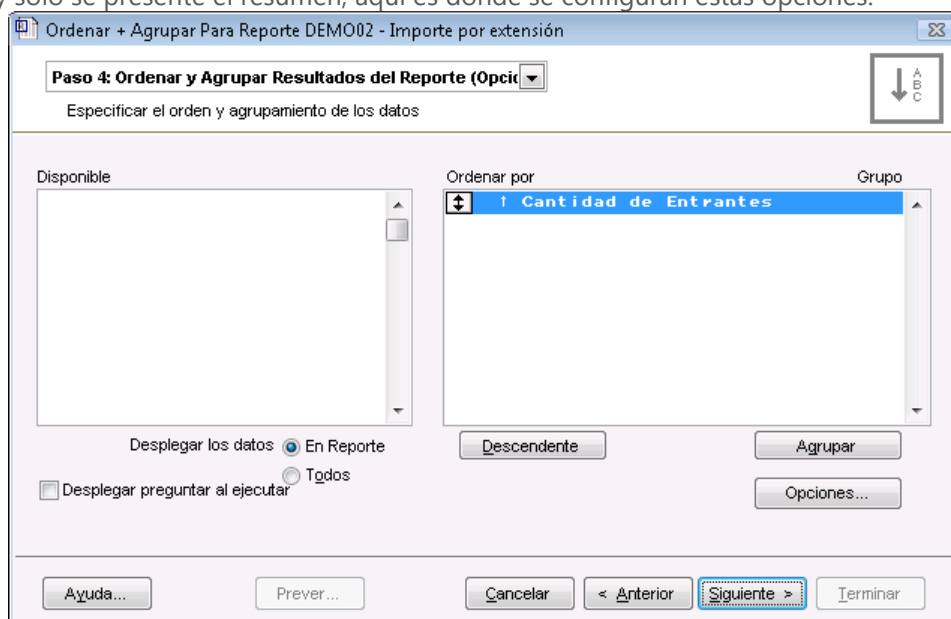 y solo se presente el resumen, aquí es donde se configuran estas opciones.
Ordenar + Agrupar Para Reporte DEMO02 - Importe por extensión
Paso 4: Ordenar y Agrupar Resultados del Reporte (Opcic
Especificar el orden y agrupamiento de los datos
A
B
C
Disponible
Ordenar por Grupo
↑ Cantidad de Entrantes
Desplegar los datos En Reporte
Todos
Desplegar preguntar al ejecutar
Descendente Agrupar
Opciones...
Ayuda... Prever... Cancelar < Anterior Siguiente > Terminar